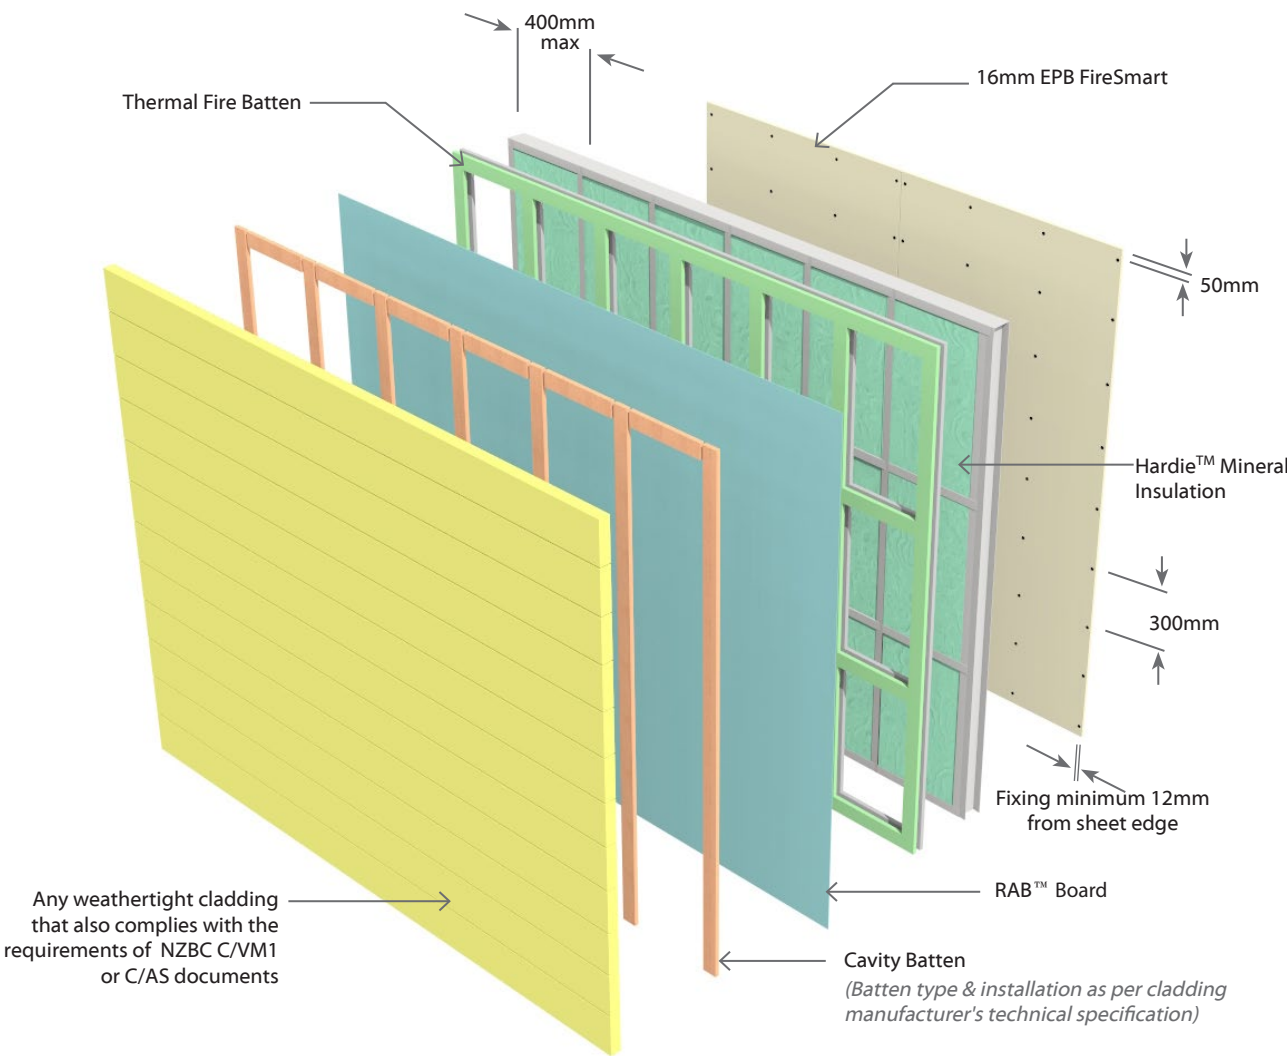 400mm
max
Thermal Fire Batten
16mm EPB FireSmart
50mm
Hardie™ Mineral
Insulation
300mm
Fixing minimum 12mm
from sheet edge
RAB™ Board
Any weathertight cladding
that also complies with the
requirements of NZBC C/VM1
or C/AS documents
Cavity Batten
(Batten type & installation as per cladding
manufacturer's technical specification)